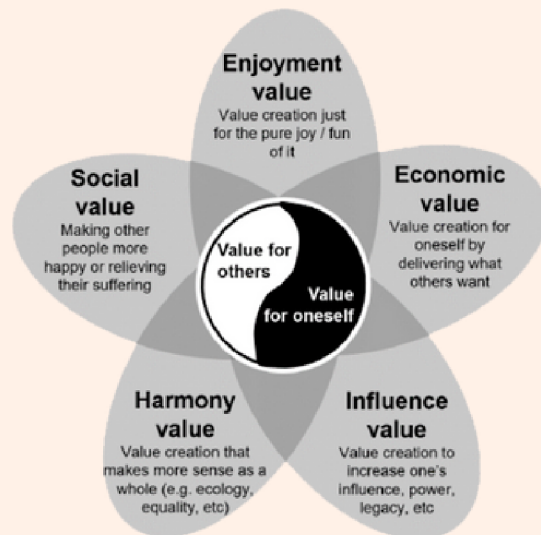 Enjoyment
value
Value creation just
for the pure joy / fun
of it
Social
value
Making other
people more
happy or relieving
their suffering
Economic
value
Value creation for
oneself by
delivering what
others want
Value for
others
Value
for oneself
Harmony
value
Value creation that
makes more sense as a
whole (e.g. ecology,
equality, etc)
Influence
value
Value creation to
increase one's
influence, power,
legacy, etc